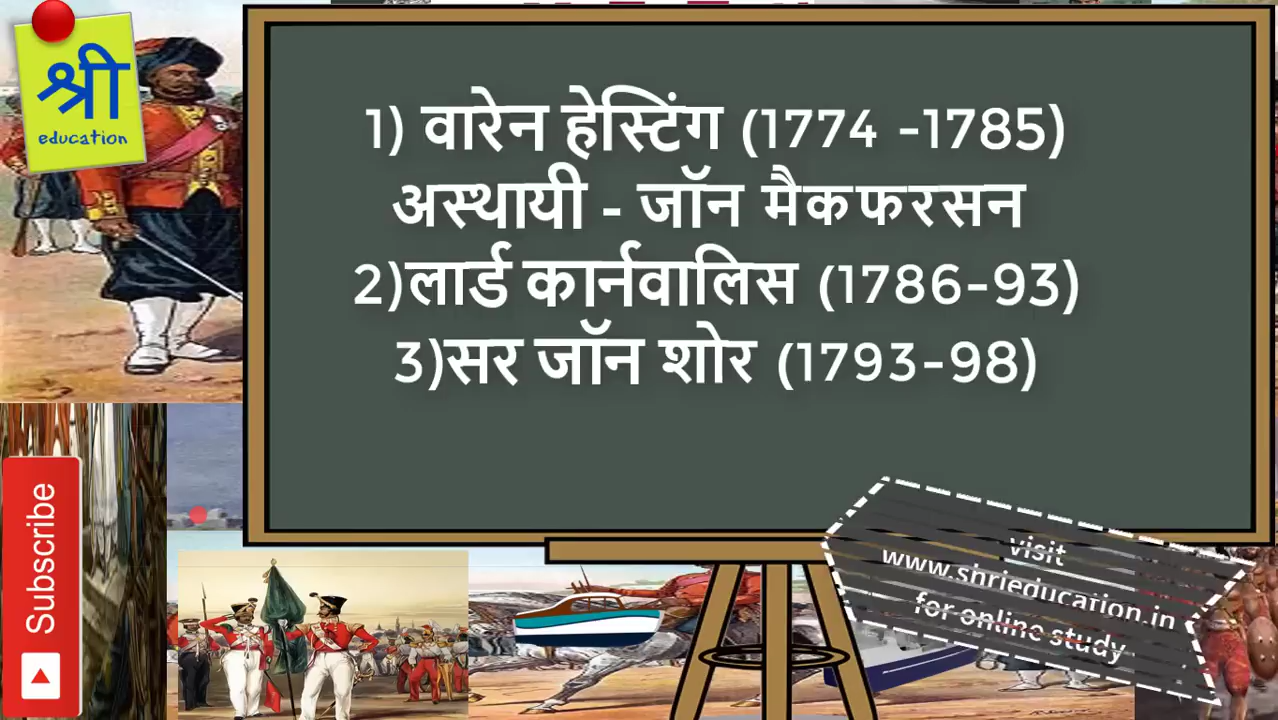 श्री
education
1) वारेन हेस्टिंग (1774 -1785)
अस्थायी - जॉन मैकफरसन
2)लार्ड कार्नवालिस (1786-93)
3)सर जॉन शोर (1793-98)
Subscribe
visit
www.shrieducation.in
for online study